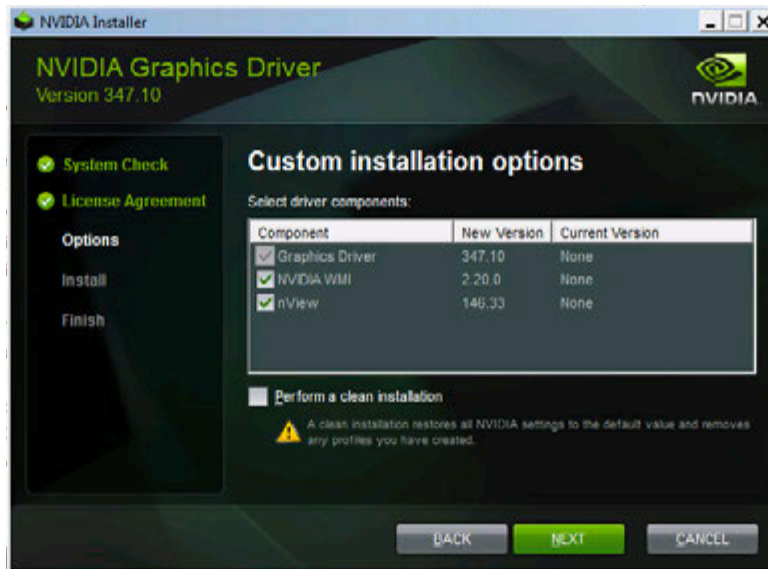 NVIDIA Installer
NVIDIA Graphics Driver
Version 347.10
NVIDIA
System Check
License Agreement
Options
Install
Finish
Custom installation options
Select driver components:
Component New Version Current Version
Graphics Driver 347.10 None
NVIDIA WMI 2.20.0 None
nView 146.33 None
Perform a clean installation
A clean installation restores all NVIDIA settings to the default value and removes
any profiles you have created.
BACK NEXT CANCEL